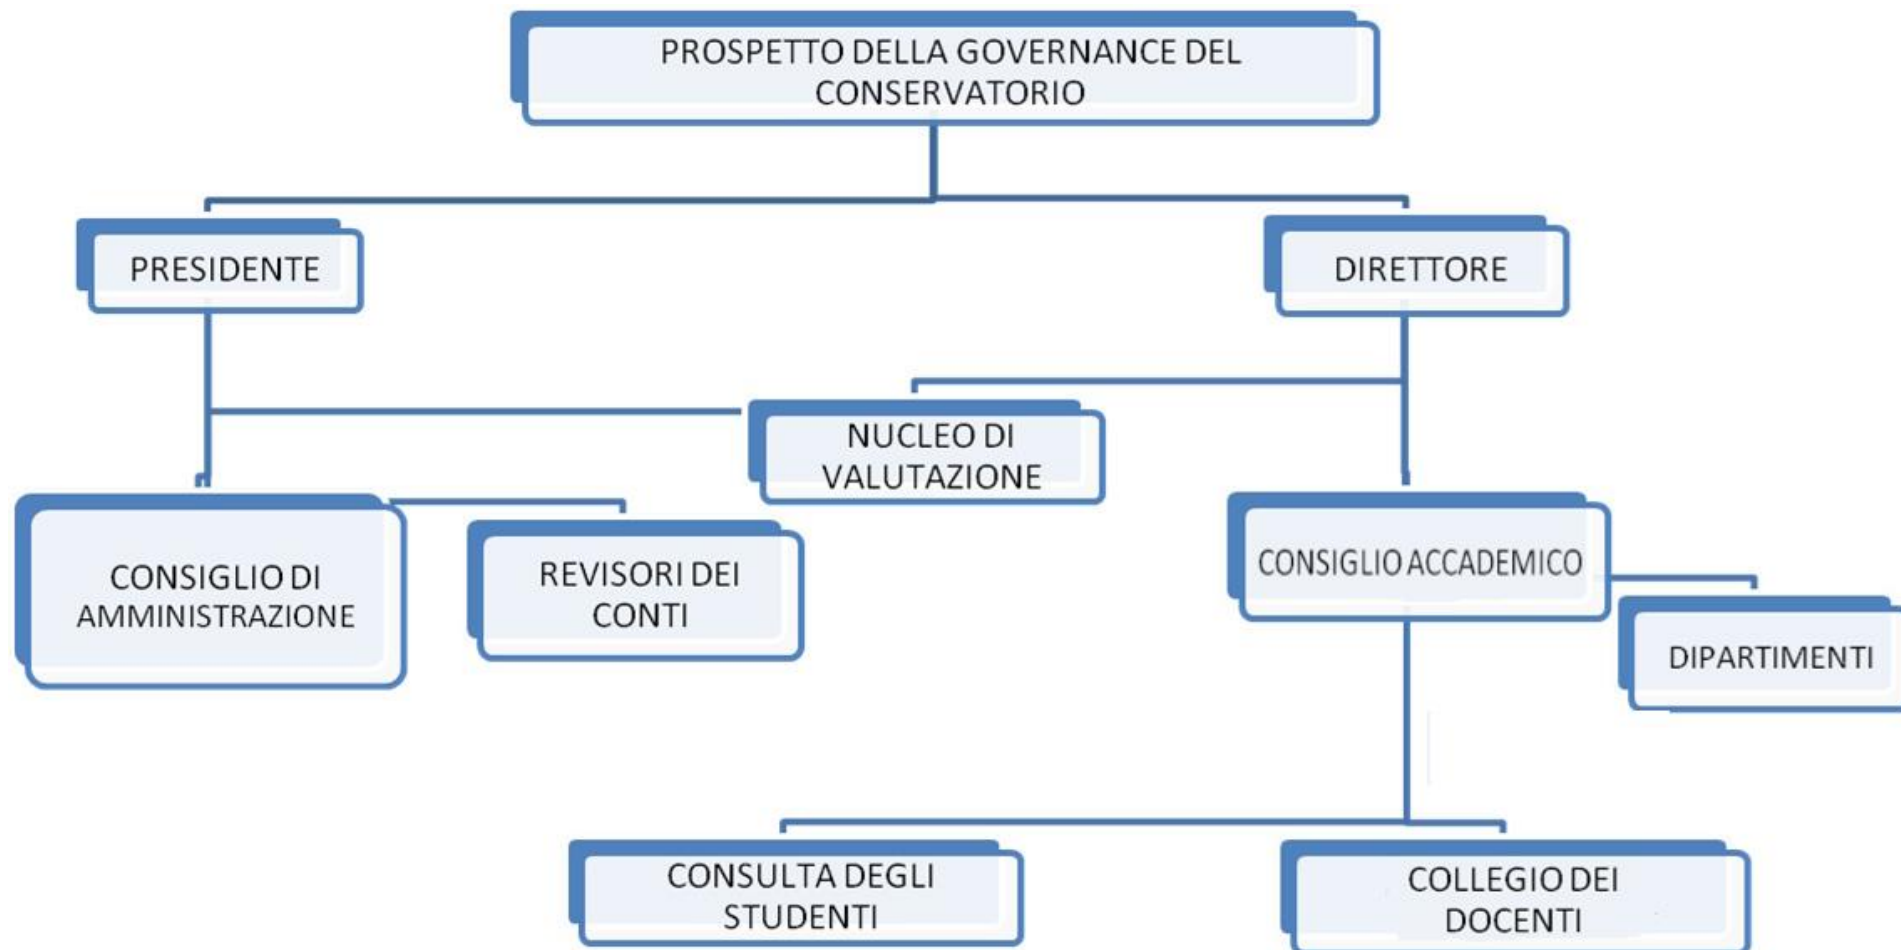 PROSPETTO DELLA GOVERNANCE DEL
CONSERVATORIO
PRESIDENTE
DIRETTORE
NUCLEO DI
VALUTAZIONE
CONSIGLIO DI
AMMINISTRAZIONE
REVISORI DEI
CONTI
CONSIGLIO ACCADEMICO
DIPARTIMENTI
CONSULTA DEGLI
STUDENTI
COLLEGIO DEI
DOCENTI